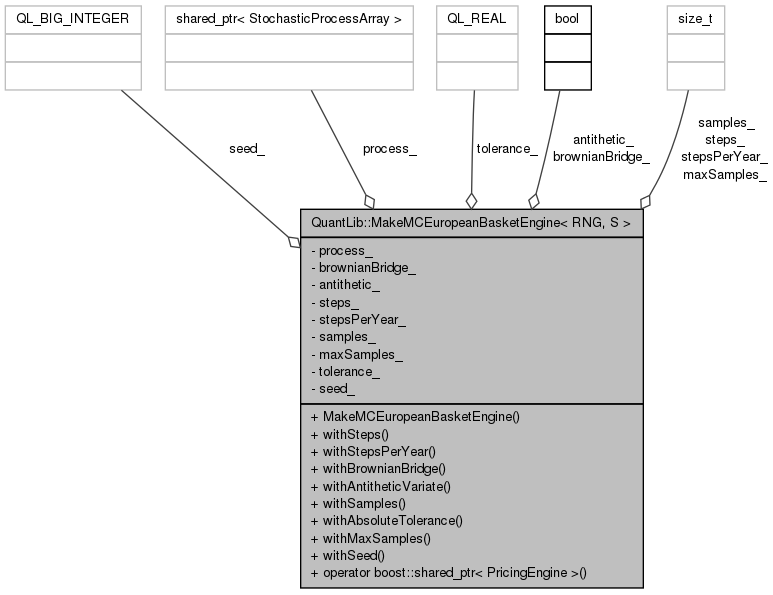 QL_BIG_INTEGER
shared_ptr< StochasticProcessArray >
QL_REAL
bool
size_t
seed_
process_
tolerance_
antithetic_
brownianBridge_
samples_
steps_
stepsPerYear_
maxSamples_
QuantLib::MakeMCEuropeanBasketEngine< RNG, S >
- process_
- brownianBridge_
- antithetic_
- steps_
- stepsPerYear_
- samples_
- maxSamples_
- tolerance_
- seed_
+ MakeMCEuropeanBasketEngine()
+ withSteps()
+ withStepsPerYear()
+ withBrownianBridge()
+ withAntitheticVariate()
+ withSamples()
+ withAbsoluteTolerance()
+ withMaxSamples()
+ withSeed()
+ operator boost::shared_ptr< PricingEngine >()